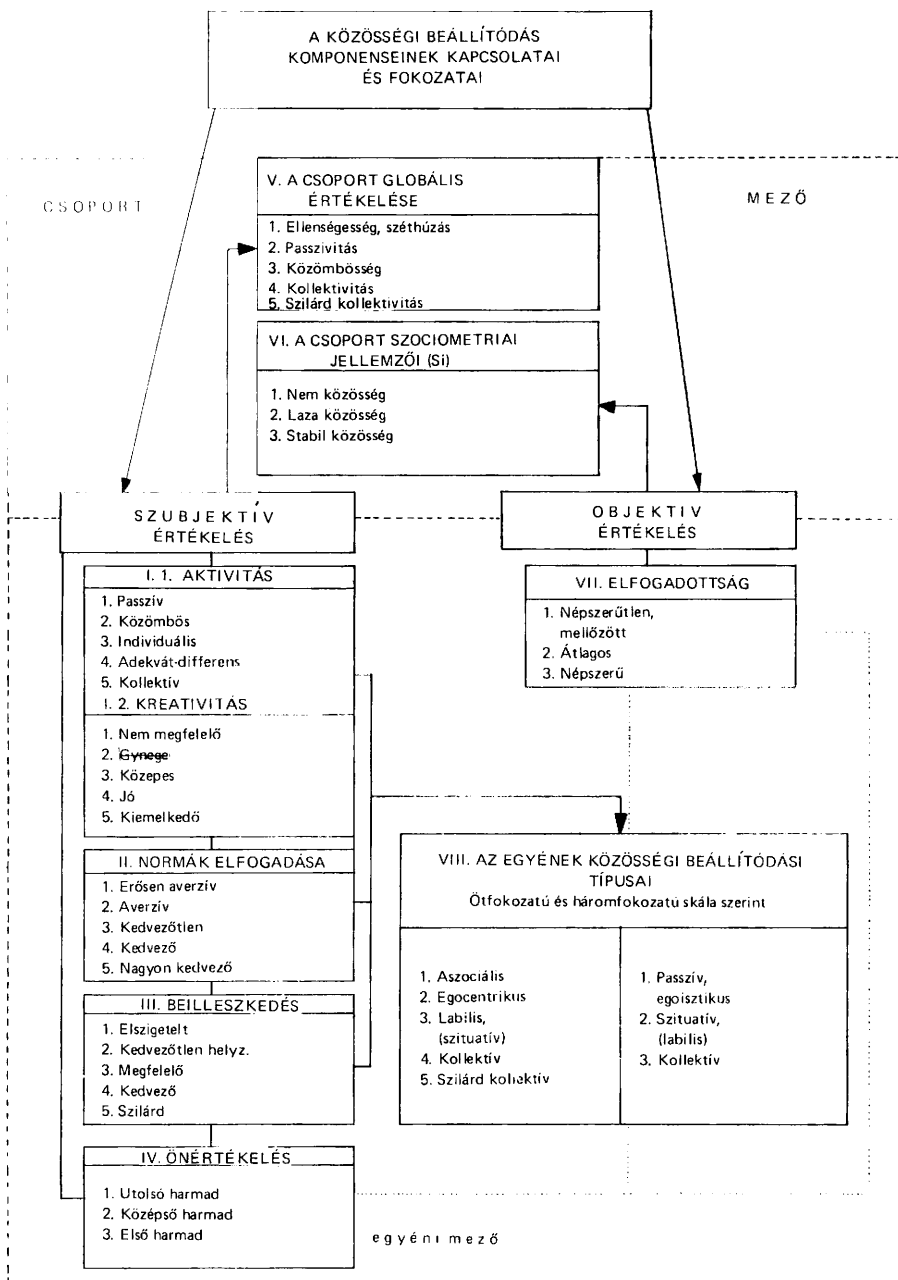 A KÖZÖSSÉGI BEÁLLÍTÓDÁS
KOMPONENSEINEK KAPCSOLATAI
ÉS FOKOZATAI
CSOPORT
MEZŐ
V. A CSOPORT GLOBÁLIS
ÉRTÉKELÉSE
1. Ellenségesség, széthúzás
2. Passzivitás
3. Közömbösség
4. Kollektivitás
5. Szilárd kollektivitás
VI. A CSOPORT SZOCIOMETRIAI
JELLEMZŐI (Si)
1. Nem közösség
2. Laza közösség
3. Stabil közösség
SZUBJEKTÍV
ÉRTÉKELÉS
OBJEKTÍV
ÉRTÉKELÉS
I. 1. AKTIVITÁS
1. Passzív
2. Közömbös
3. Individuális
4. Adekvát-differens
5. Kollektív
I. 2. KREATIVITÁS
1. Nem megfelelő
2. Gynege
3. Közepes
4. Jó
5. Kiemelkedő
VII. ELFOGADOTTSÁG
1. Népszerűtlen,
mellőzött
2. Átlagos
3. Népszerű
II. NORMÁK ELFOGADÁSA
1. Erősen averzív
2. Averzív
3. Kedvezőtlen
4. Kedvező
5. Nagyon kedvező
III. BEILLESZKEDÉS
1. Elszigetelt
2. Kedvezőtlen helyz.
3. Megfelelő
4. Kedvező
5. Szilárd
IV. ÖNÉRTÉKELÉS
1. Utolsó harmad
2. Középső harmad
3. Első harmad
VIII. AZ EGYÉNEK KÖZÖSSÉGI BEÁLLÍTÓDÁSI
TÍPUSAI
Ötfokozatú és háromfokozatú skála szerint
1. Aszociális
2. Egocentrikus
3. Labilis,
(szituatív)
4. Kollektív
5. Szilárd kollektív
1. Passzív,
egoisztikus
2. Szituatív,
(labilis)
3. Kollektív
egyéni mező